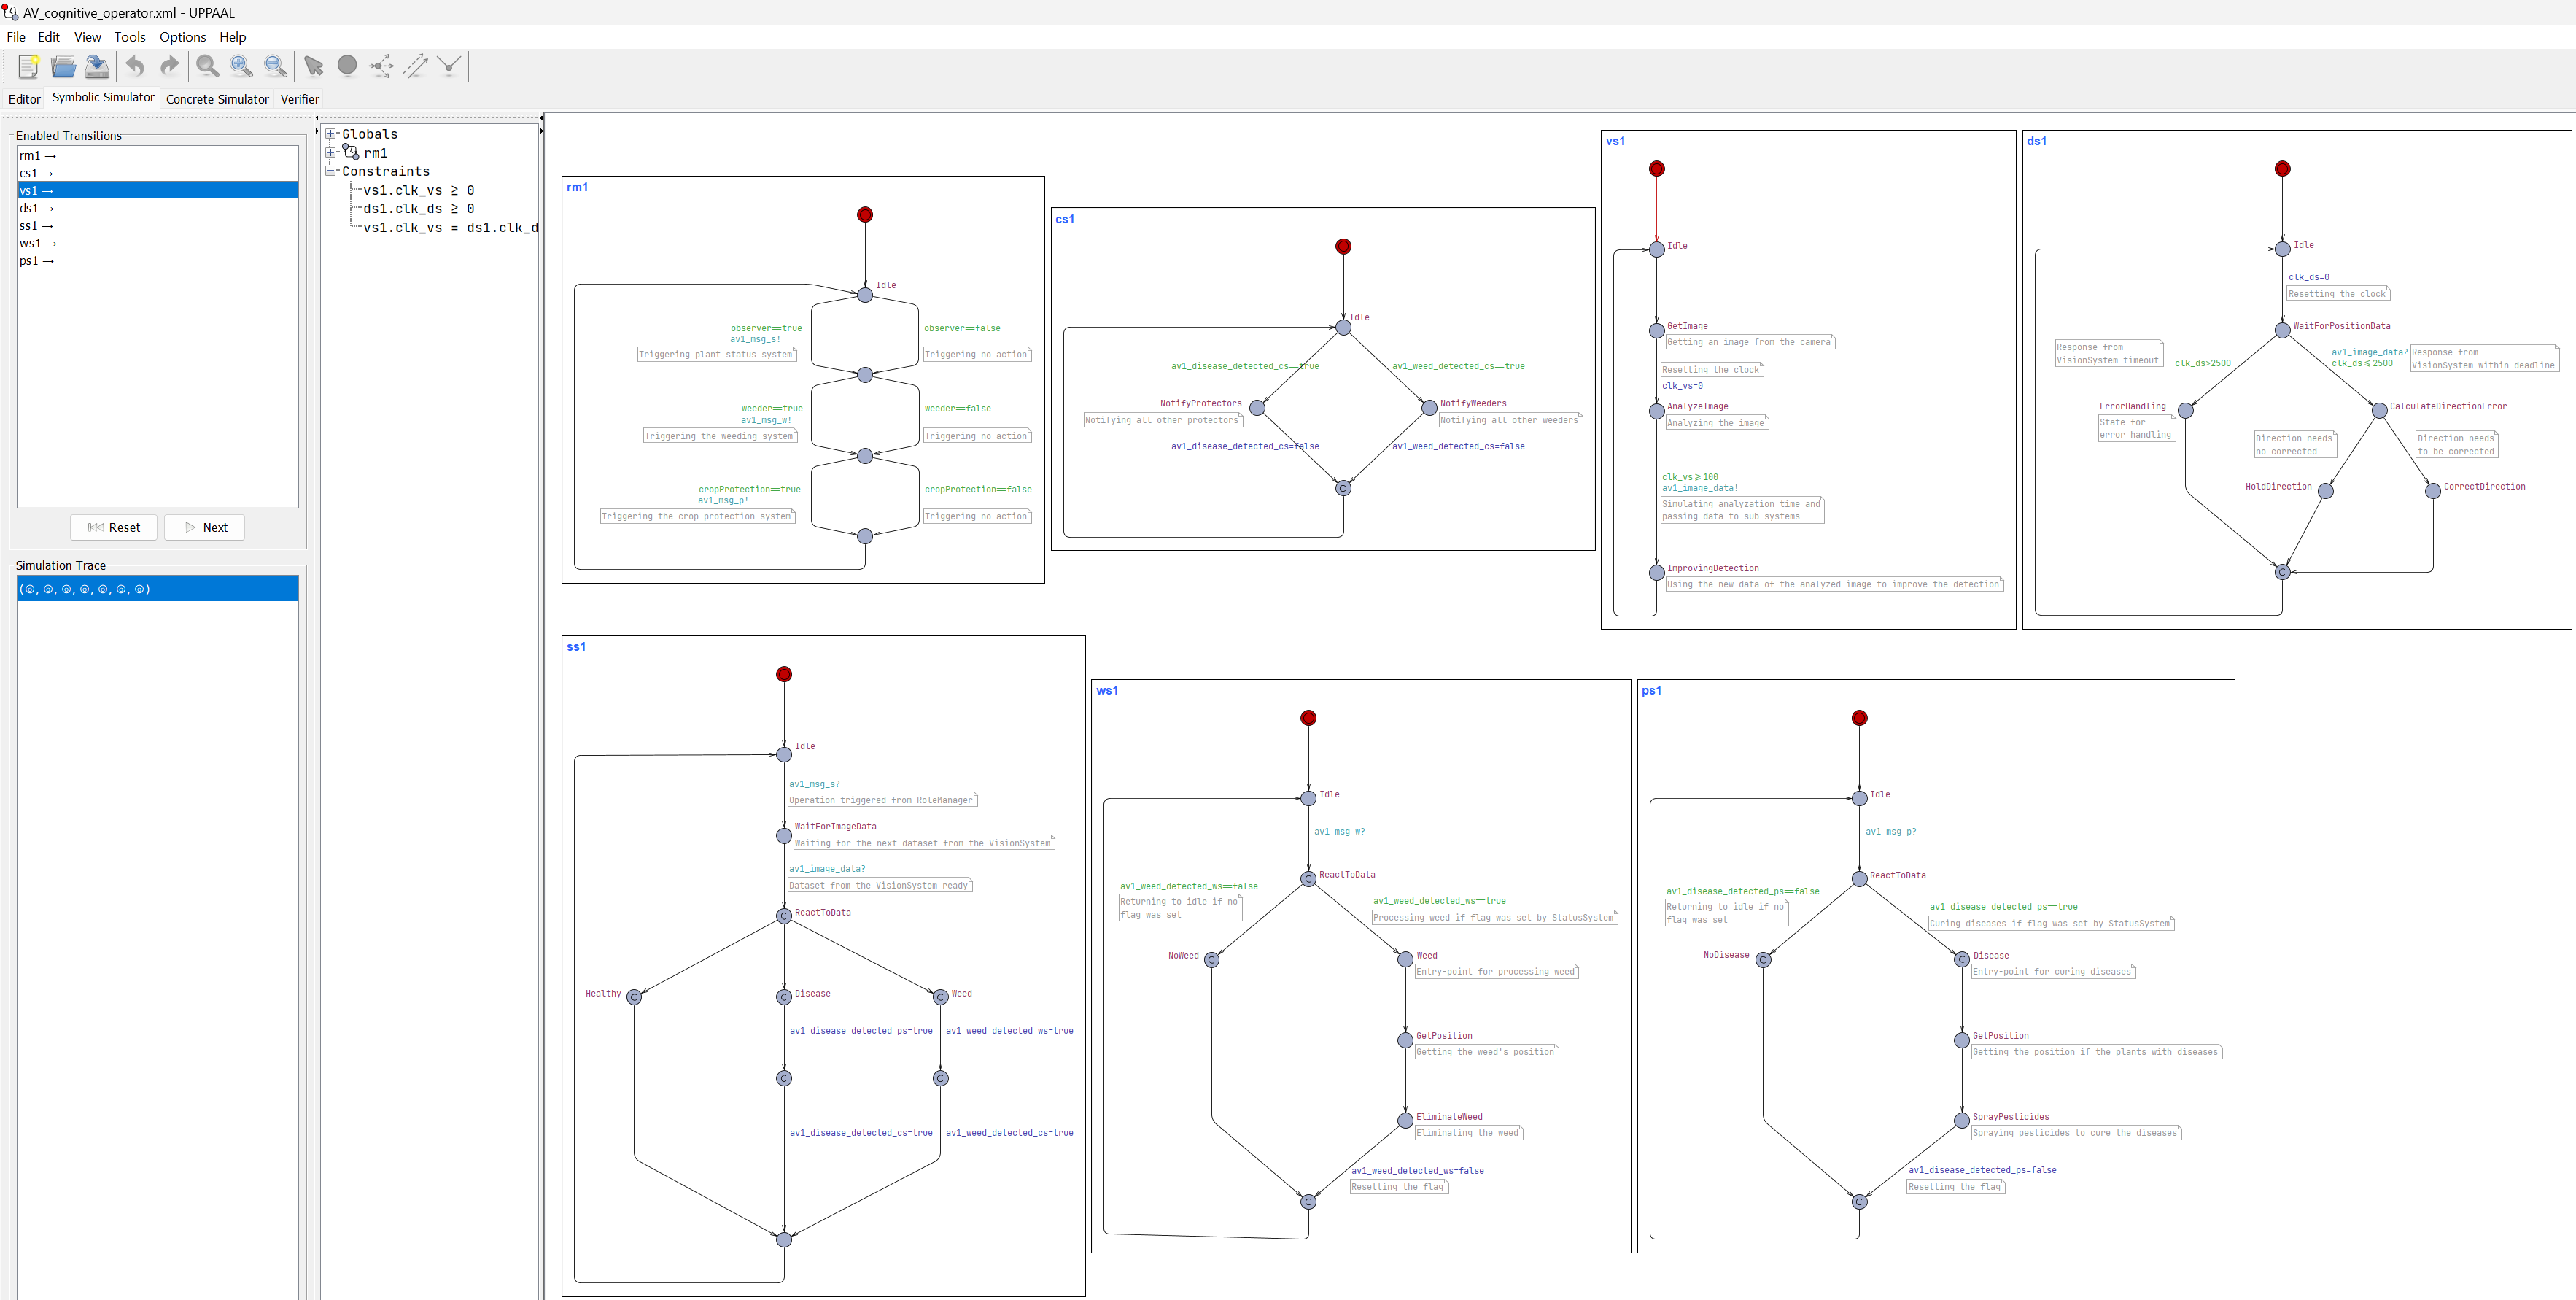 AV_cognitive_operator.xml - UPPAAL
File Edit View Tools Options Help
Editor Symbolic Simulator Concrete Simulator Verifier
Enabled Transitions
rm1 →
cs1 →
vs1 →
ds1 →
ss1 →
ws1 →
ps1 →
Reset Next
Simulation Trace
Globals
rm1
Constraints
vs1.clk_vs ≥ 0
ds1.clk_ds ≥ 0
vs1.clk_vs = ds1.clk_d
rm1
Idle
observer==true
av1_msg_s!
Triggering plant status system
observer==false
Triggering no action
weeder==true
av1_msg_w!
Triggering the weeding system
weeder==false
Triggering no action
cropProtection==true
av1_msg_p!
Triggering the crop protection system
cropProtection==false
Triggering no action
cs1
Idle
av1_disease_detected_cs==true
av1_weed_detected_cs==true
NotifyProtectors
Notifying all other protectors
NotifyWeeders
Notifying all other weeders
av1_disease_detected_cs=false
av1_weed_detected_cs=false
C
vs1
Idle
GetImage
Getting an image from the camera
Resetting the clock
clk_vs=0
AnalyzeImage
Analyzing the image
clk_vs≥100
av1_image_data!
Simulating analyzation time and
passing data to sub-systems
ImprovingDetection
Using the new data of the analyzed image to improve the detection
ds1
Idle
clk_ds=0
Resetting the clock
WaitForPositionData
Response from
VisionSystem timeout
clk_ds>2500
av1_image_data?
clk_ds≤2500
Response from
VisionSystem within deadline
ErrorHandling
State for
error handling
CalculateDirectionError
Direction needs
no corrected
Direction needs
to be corrected
HoldDirection
CorrectDirection
C
ss1
Idle
av1_msg_s?
Operation triggered from RoleManager
WaitForImageData
Waiting for the next dataset from the VisionSystem
av1_image_data?
Dataset from the VisionSystem ready
C ReactToData
Healthy C
C Disease
C Weed
av1_disease_detected_ps=true
av1_weed_detected_ws=true
C
C
av1_disease_detected_cs=true
av1_weed_detected_cs=true
ws1
Idle
av1_msg_w?
C ReactToData
av1_weed_detected_ws==false
Returning to idle if no
flag was set
av1_weed_detected_ws==true
Processing weed if flag was set by StatusSystem
NoWeed C
Weed
Entry-point for processing weed
GetPosition
Getting the weed's position
EliminateWeed
Eliminating the weed
av1_weed_detected_ws=false
Resetting the flag
C
ps1
Idle
av1_msg_p?
ReactToData
av1_disease_detected_ps==false
Returning to idle if no
flag was set
av1_disease_detected_ps==true
Curing diseases if flag was set by StatusSystem
NoDisease C
C Disease
Entry-point for curing diseases
GetPosition
Getting the position if the plants with diseases
SprayPesticides
Spraying pesticides to cure the diseases
av1_disease_detected_ps=false
Resetting the flag
C